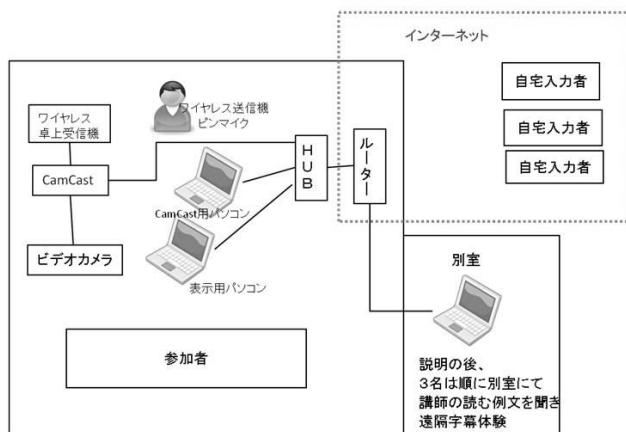 インターネット
自宅入力者
自宅入力者
自宅入力者
ワイヤレス送信機
ピンマイク
ワイヤレス
卓上受信機
CamCast
ビデオカメラ
HUB
ルーター
CamCast用パソコン
表示用パソコン
参加者
別室
説明の後、
3名は順に別室にて
講師の読む例文を聞き
遠隔字幕体験